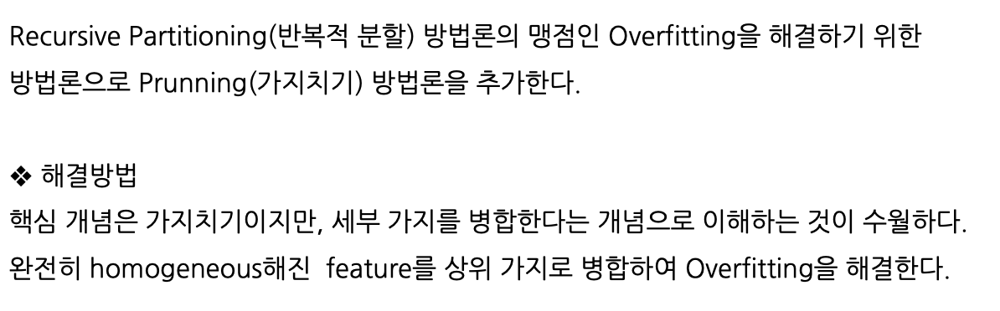 Recursive Partitioning(반복적 분할) 방법론의 맹점인 Overfitting을 해결하기 위한
방법론으로 Prunning(가지치기) 방법론을 추가한다.
❖ 해결방법
핵심 개념은 가지치기이지만, 세부 가지를 병합한다는 개념으로 이해하는 것이 수월하다.
완전히 homogeneous해진  feature를 상위 가지로 병합하여 Overfitting을 해결한다.